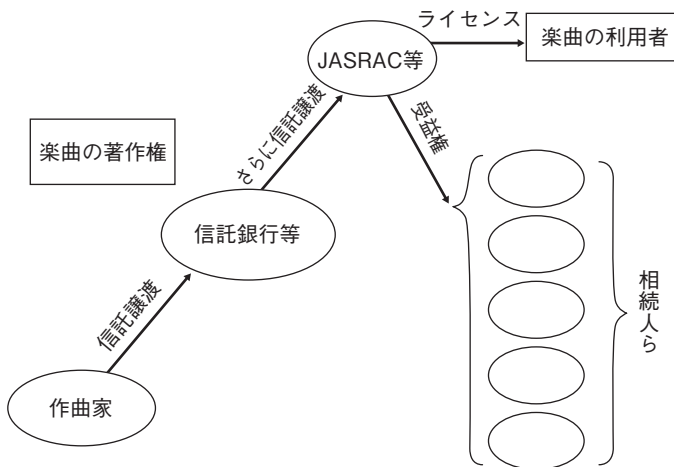 ライセンス
楽曲の利用者
JASRAC等
さらに信託譲渡
受益権
楽曲の著作権
信託銀行等
信託譲渡
相続人ら
作曲家